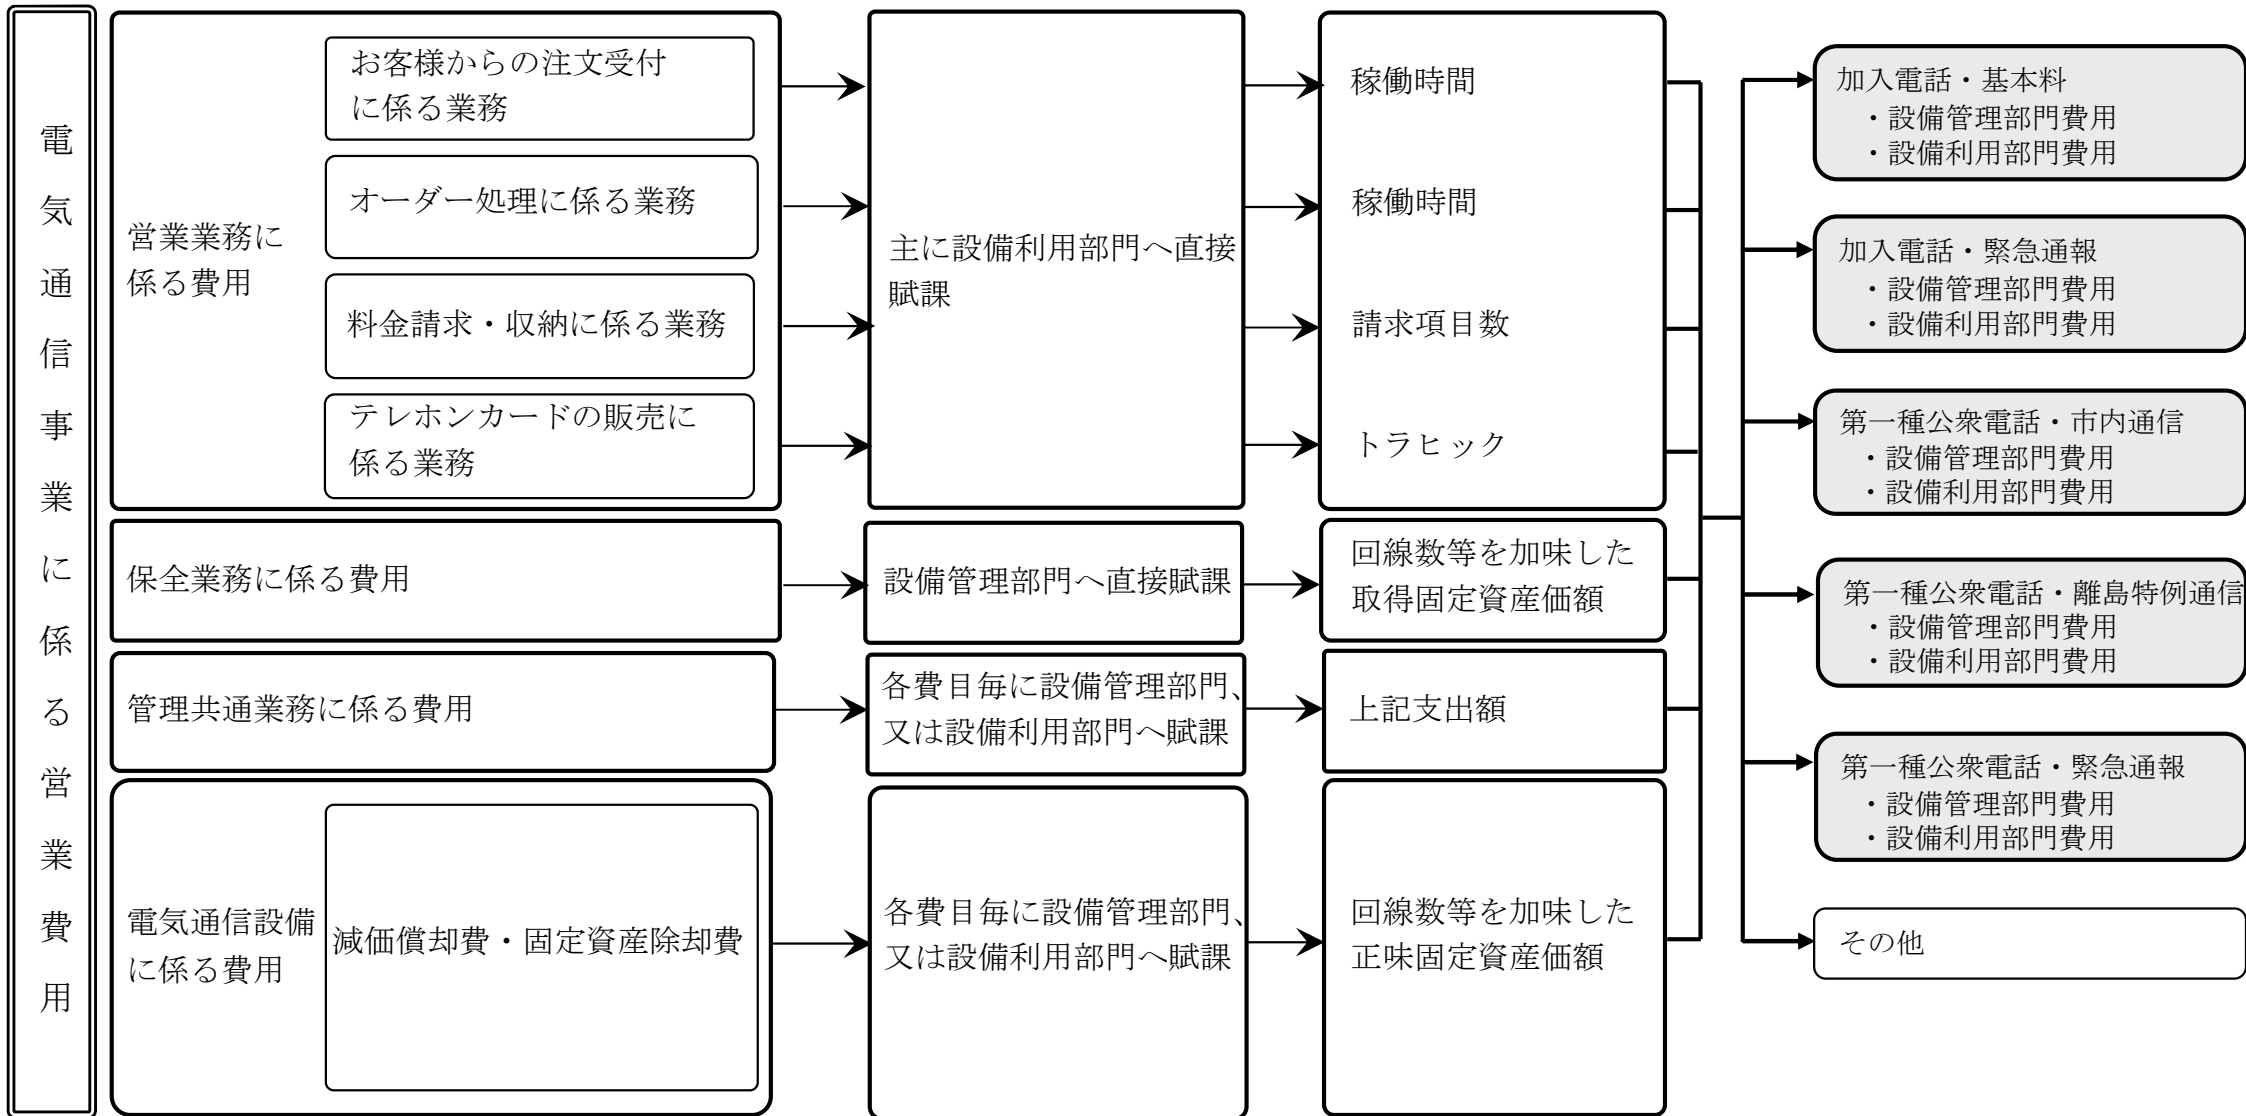 電気通信事業に係る営業費用
営業業務に
係る費用
お客様からの注文受付
に係る業務
オーダー処理に係る業務
料金請求・収納に係る業務
テレホンカードの販売に
係る業務
主に設備利用部門へ直接
賦課
稼働時間
稼働時間
請求項目数
トラヒック
保全業務に係る費用
設備管理部門へ直接賦課
回線数等を加味した
取得固定資産価額
管理共通業務に係る費用
各費目毎に設備管理部門、
又は設備利用部門へ賦課
上記支出額
電気通信設備
に係る費用
減価償却費・固定資産除却費
各費目毎に設備管理部門、
又は設備利用部門へ賦課
回線数等を加味した
正味固定資産価額
加入電話・基本料
・設備管理部門費用
・設備利用部門費用
加入電話・緊急通報
・設備管理部門費用
・設備利用部門費用
第一種公衆電話・市内通信
・設備管理部門費用
・設備利用部門費用
第一種公衆電話・離島特例通信
・設備管理部門費用
・設備利用部門費用
第一種公衆電話・緊急通報
・設備管理部門費用
・設備利用部門費用
その他